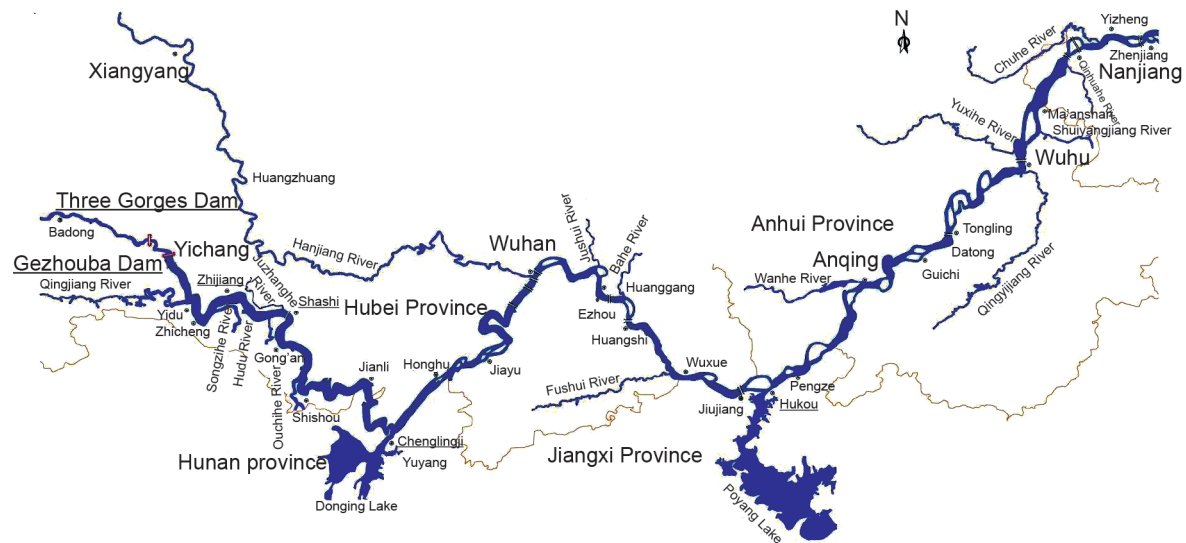 N
Yizheng
Chuhe River
Zhenjiang
Nanjiang
Qinhuahe River
Xiangyang
Ma'anshan
Yuxihe River
Shuiyangjiang River
Wuhu
Huangzhuang
Three Gorges Dam
Badong
Yichang
Hanjiang River
Wuhan
Jushui River
Bahe River
Anhui Province
Tongling
Datong
Gezhouba Dam
Qingjiang River
Zhijiang
Juzhanghe
River
Shashi
Hubei Province
Huanggang
Anqing
Guichi
Wanhe River
Qingyijiang River
Yidu
Zhicheng
Songzihe River
Hudu River
Ezhou
Huangshi
Gong'an
Jianli
Honghu
Jiayu
Wuxue
Fushui River
Pengze
Hukou
Jiujiang
Ouchihe River
Shishou
Chenglingji
Yuyang
Hunan province
Donging Lake
Jiangxi Province
Poyang Lake